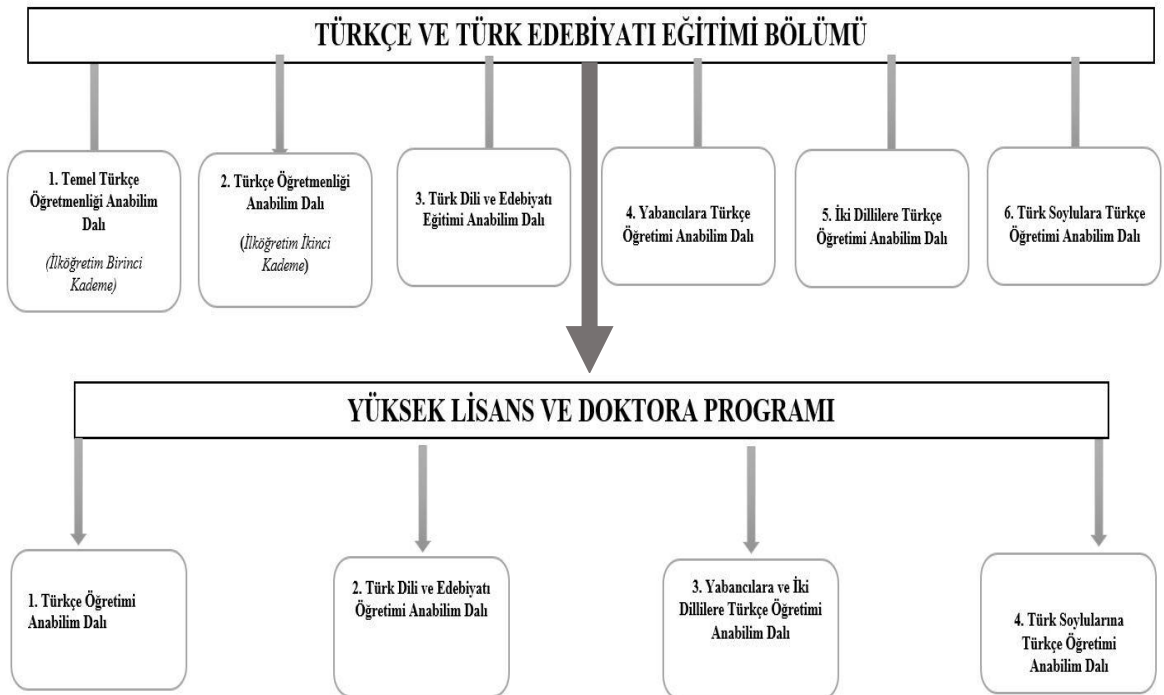 TÜRKÇE VE TÜRK EDEBİYATI EĞİTİMİ BÖLÜMÜ
1. Temel Türkçe
Öğretmenliği Anabilim
Dalı
(İlköğretim Birinci
Kademe)
2. Türkçe Öğretmenliği
Anabilim Dalı
(İlköğretim İkinci
Kademe)
3. Türk Dili ve Edebiyatı
Eğitimi Anabilim Dalı
4. Yabancılara Türkçe
Öğretimi Anabilim Dalı
5. İki Dillilere Türkçe
Öğretimi Anabilim Dalı
6. Türk Soylulara Türkçe
Öğretimi Anabilim Dalı
YÜKSEK LİSANS VE DOKTORA PROGRAMI
1. Türkçe Öğretimi
Anabilim Dalı
2. Türk Dili ve Edebiyatı
Öğretimi Anabilim Dalı
3. Yabancılara ve İki
Dillilere Türkçe Öğretimi
Anabilim Dalı
4. Türk Soylularına
Türkçe Öğretimi
Anabilim Dalı